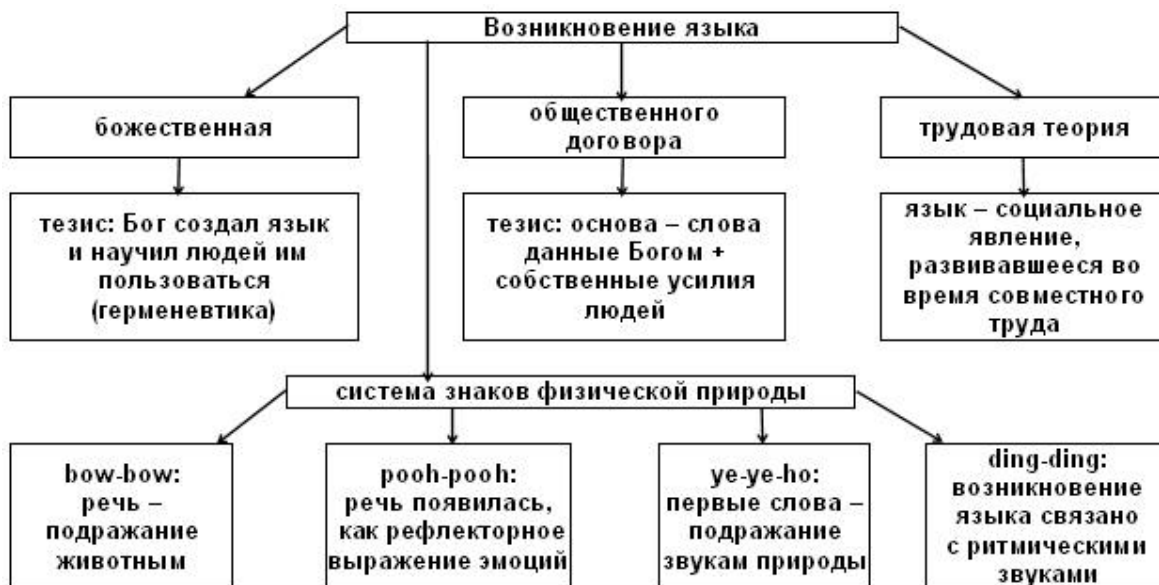 Возникновение языка
божественная
общественного
договора
трудовая теория
тезис: Бог создал язык
и научил людей им
пользоваться
(герменевтика)
тезис: основа – слова
данные Богом +
собственные усилия
людей
язык – социальное
явление,
развивавшееся во
время совместного
труда
система знаков физической природы
bow-bow:
речь –
подражание
животным
pooh-pooh:
речь появилась,
как рефлекторное
выражение эмоций
ye-ye-ho:
первые слова –
подражание
звукам природы
ding-ding:
возникновение
языка связано
с ритмическими
звуками